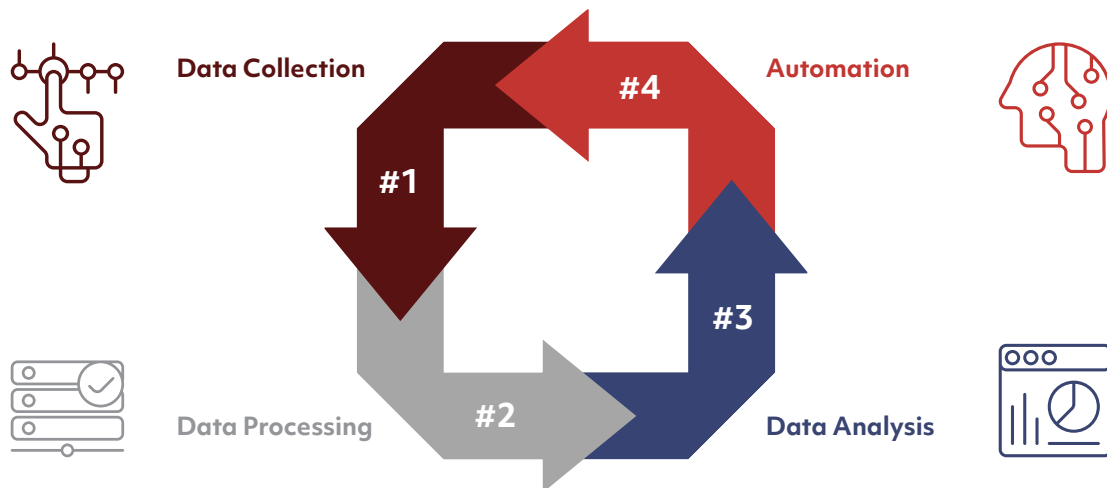 Data Collection
#4
Automation
#1
#3
Data Processing
#2
Data Analysis